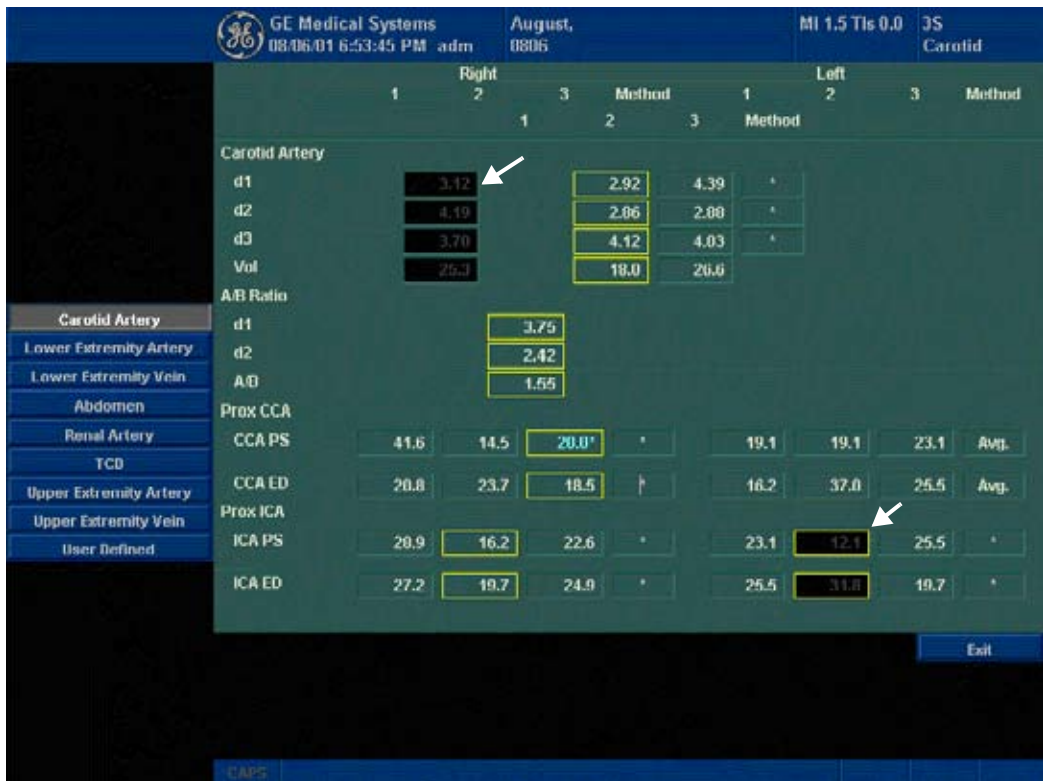 GE Medical Systems August, MI 1.5 TIs 0.0 3S
08/06/01 6:53:45 PM adm 0806 Carotid
Right Left
1 2 3 Method 1 2 3 Method
1 2 3 Method
Carotid Artery
d1 3.12 2.92 4.39 *
d2 4.19 2.86 2.88 *
d3 3.70 4.12 4.03 *
Vol 25.3 18.0 26.6
A/B Ratio
d1 3.75
d2 2.42
A/B 1.55
Prox CCA
CCA PS 41.6 14.5 20.0* * 19.1 19.1 23.1 Avg.
CCA ED 20.8 23.7 18.5 * 16.2 37.0 25.5 Avg.
Prox ICA
ICA PS 20.9 16.2 22.6 * 23.1 12.1 25.5 *
ICA ED 27.2 19.7 24.9 * 25.5 31.8 19.7 *
Carotid Artery
Lower Extremity Artery
Lower Extremity Vein
Abdomen
Renal Artery
TCD
Upper Extremity Artery
Upper Extremity Vein
User Defined
Exit
CAPS